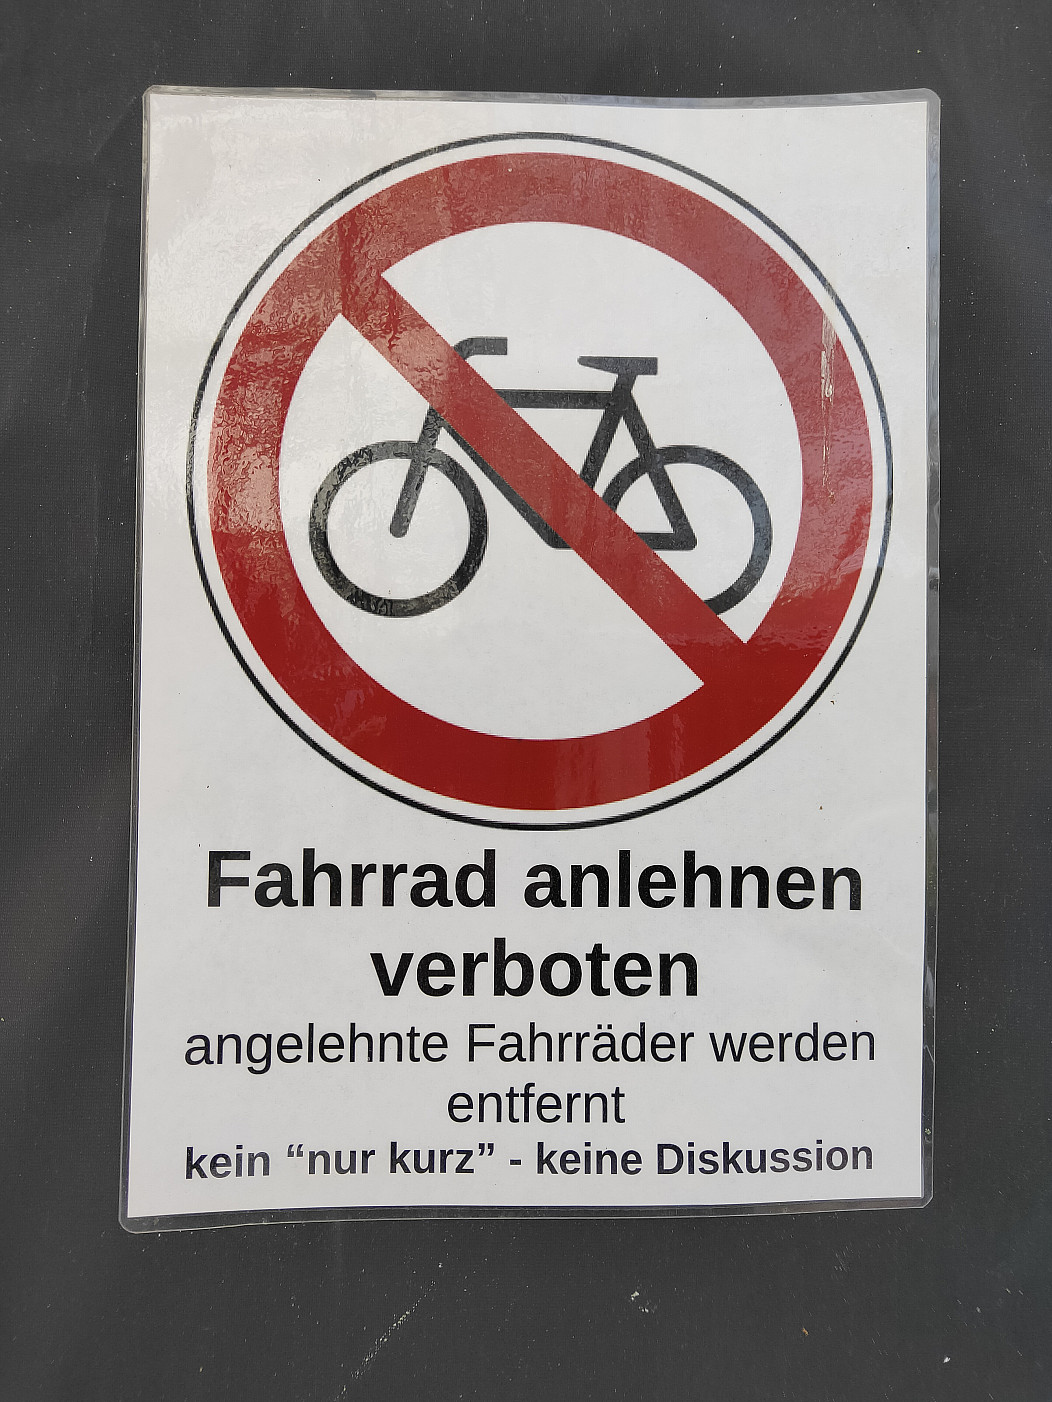 Fahrrad anlehnen
verboten
angelehnte Fahrräder werden
entfernt
kein “nur kurz” - keine Diskussion